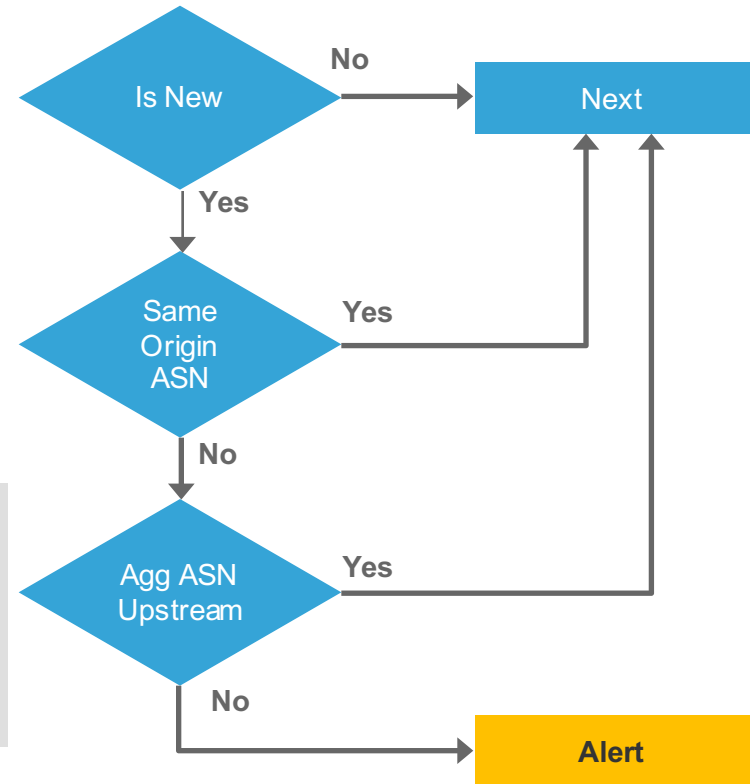 No
Is New
Next
Yes
Same
Origin
ASN
Yes
No
Agg ASN
Upstream
Yes
No
Alert